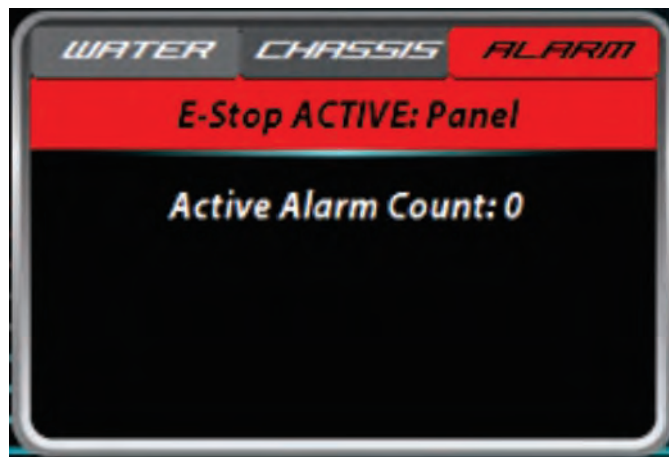 WATER CHASSIS ALARM
E-Stop ACTIVE: Panel
Active Alarm Count: 0